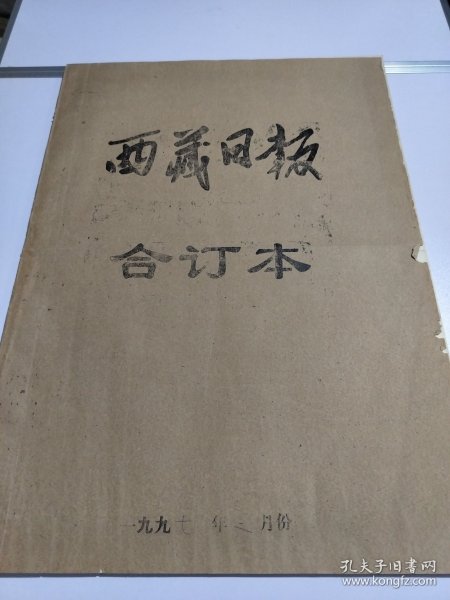 西藏日报
合订本
一九九七年 月份
孔夫子旧书网
www.kongfz.com